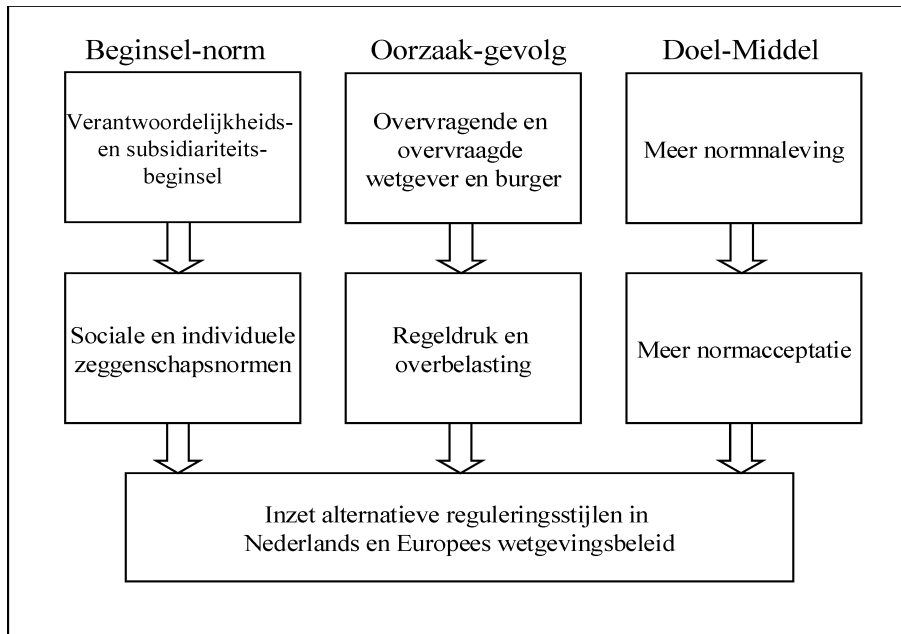 Beginsel-norm
Oorzaak-gevolg
Doel-Middel
Verantwoordelijkheids-
en subsidiariteits-
beginsel
Overvragende en
overvraagde
wetgever en burger
Meer normnaleving
Sociale en individuele
zeggenschapsnormen
Regeldruk en
overbelasting
Meer normacceptatie
Inzet alternatieve reguleringsstijlen in
Nederlands en Europees wetgevingsbeleid